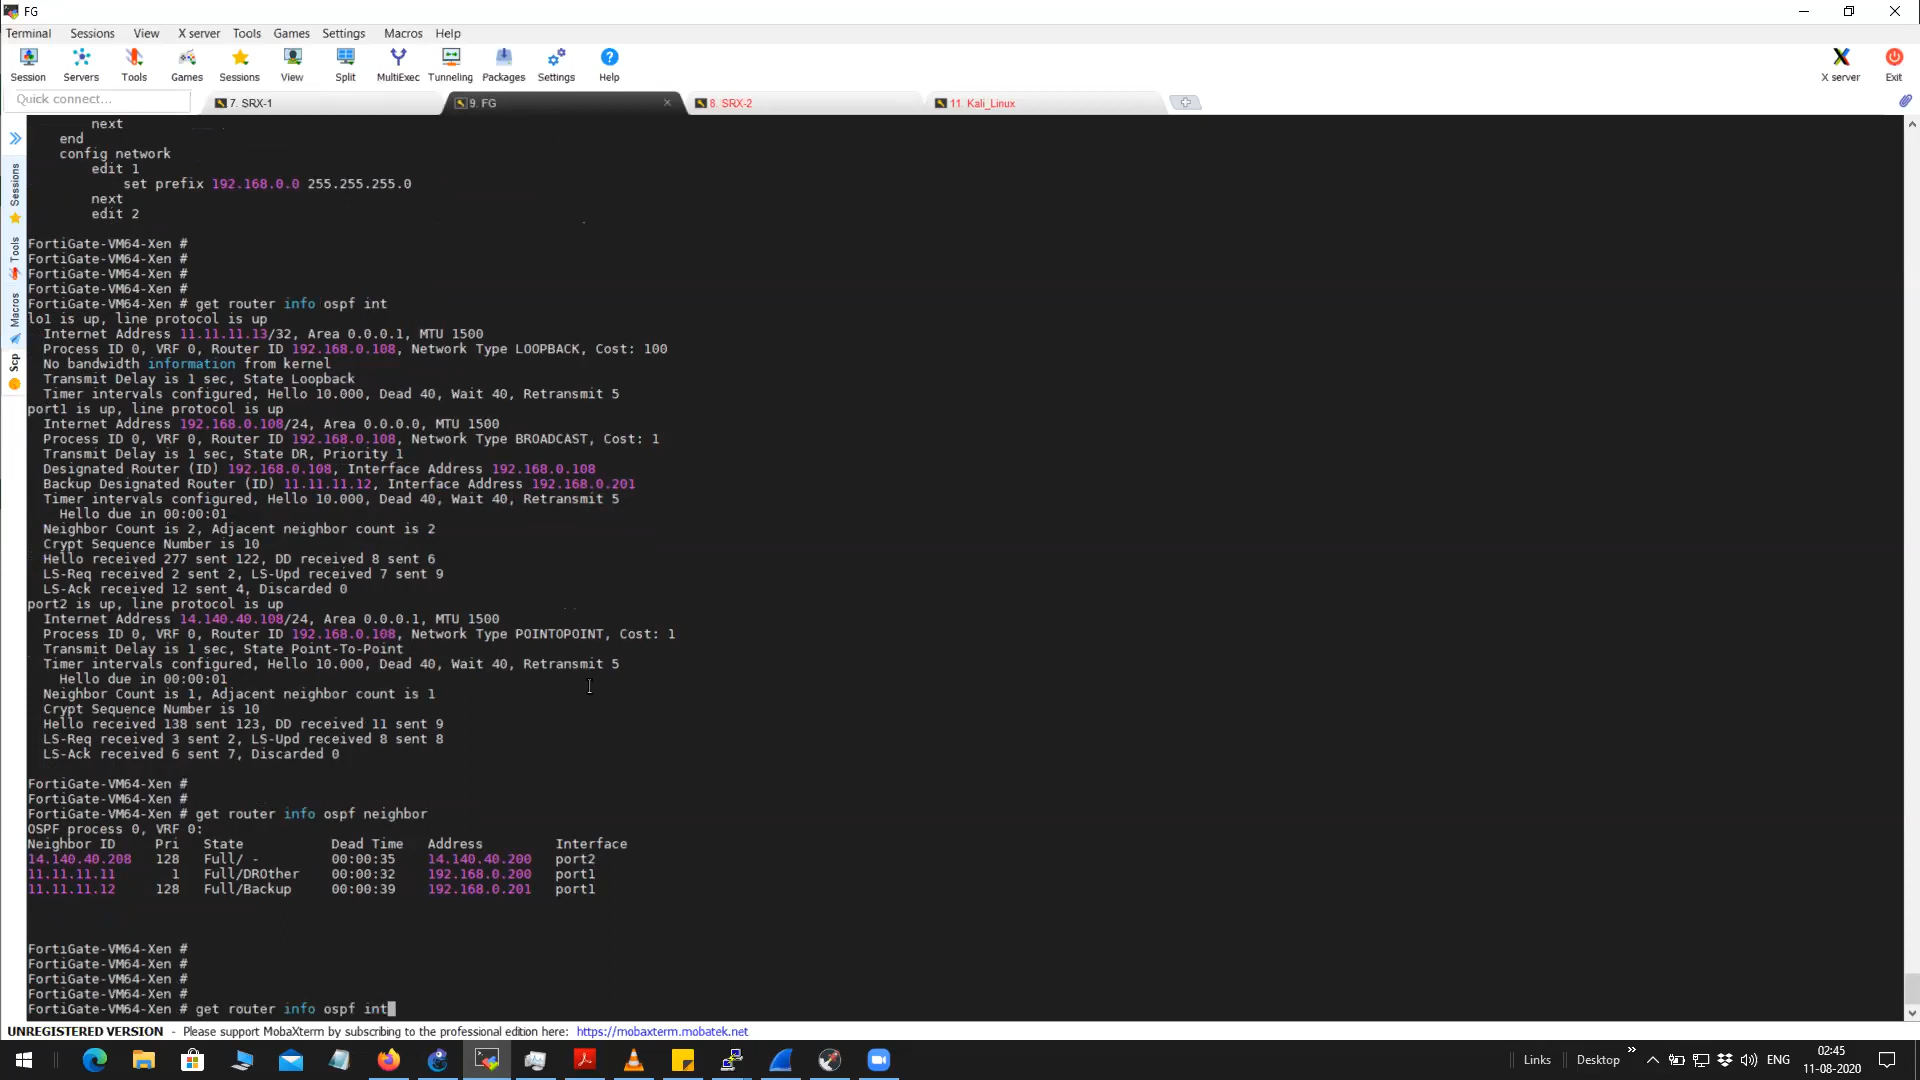 FG
Terminal Sessions View X server Tools Games Settings Macros Help
Session Servers Tools Games Sessions View Split MultiExec Tunneling Packages Settings Help X server Exit
Quick connect...
7. SRX-1
9. FG
8. SRX-2
11. Kali_Linux
Sessions
Tools
Macros
Scp
next
end
config network
edit 1
set prefix 192.168.0.0 255.255.255.0
next
edit 2
FortiGate-VM64-Xen #
FortiGate-VM64-Xen #
FortiGate-VM64-Xen #
FortiGate-VM64-Xen #
FortiGate-VM64-Xen # get router info ospf int
lo1 is up, line protocol is up
Internet Address 11.11.11.13/32, Area 0.0.0.1, MTU 1500
Process ID 0, VRF 0, Router ID 192.168.0.108, Network Type LOOPBACK, Cost: 100
No bandwidth information from kernel
Transmit Delay is 1 sec, State Loopback
Timer intervals configured, Hello 10.000, Dead 40, Wait 40, Retransmit 5
port1 is up, line protocol is up
Internet Address 192.168.0.108/24, Area 0.0.0.0, MTU 1500
Process ID 0, VRF 0, Router ID 192.168.0.108, Network Type BROADCAST, Cost: 1
Transmit Delay is 1 sec, State DR, Priority 1
Designated Router (ID) 192.168.0.108, Interface Address 192.168.0.108
Backup Designated Router (ID) 11.11.11.12, Interface Address 192.168.0.201
Timer intervals configured, Hello 10.000, Dead 40, Wait 40, Retransmit 5
Hello due in 00:00:01
Neighbor Count is 2, Adjacent neighbor count is 2
Crypt Sequence Number is 10
Hello received 277 sent 122, DD received 8 sent 6
LS-Req received 2 sent 2, LS-Upd received 7 sent 9
LS-Ack received 12 sent 4, Discarded 0
port2 is up, line protocol is up
Internet Address 14.140.40.108/24, Area 0.0.0.1, MTU 1500
Process ID 0, VRF 0, Router ID 192.168.0.108, Network Type POINTOPOINT, Cost: 1
Transmit Delay is 1 sec, State Point-To-Point
Timer intervals configured, Hello 10.000, Dead 40, Wait 40, Retransmit 5
Hello due in 00:00:01
Neighbor Count is 1, Adjacent neighbor count is 1
Crypt Sequence Number is 10
Hello received 138 sent 123, DD received 11 sent 9
LS-Req received 3 sent 2, LS-Upd received 8 sent 8
LS-Ack received 6 sent 7, Discarded 0
FortiGate-VM64-Xen #
FortiGate-VM64-Xen #
FortiGate-VM64-Xen # get router info ospf neighbor
OSPF process 0, VRF 0:
Neighbor ID Pri State Dead Time Address Interface
14.140.40.208 128 Full/ - 00:00:35 14.140.40.200 port2
11.11.11.11 1 Full/DROther 00:00:32 192.168.0.200 port1
11.11.11.12 128 Full/Backup 00:00:39 192.168.0.201 port1
FortiGate-VM64-Xen #
FortiGate-VM64-Xen #
FortiGate-VM64-Xen #
FortiGate-VM64-Xen #
FortiGate-VM64-Xen # get router info ospf int
UNREGISTERED VERSION - Please support MobaXterm by subscribing to the professional edition here: https://mobaxterm.mobatek.net
Links Desktop » ENG
02:45
11-08-2020